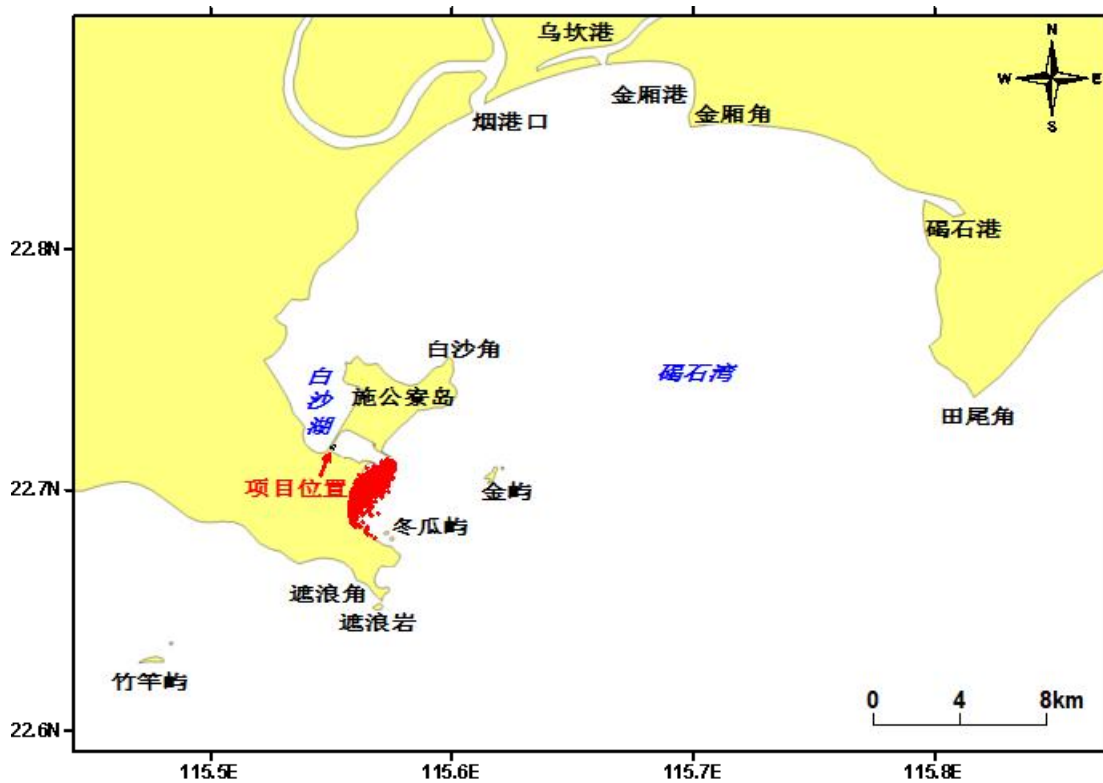 乌坎港
N
W E
S
金厢港
金厢角
烟港口
碣石港
22.8N
白沙角
白沙湖
碣石湾
施公寮岛
田尾角
22.7N
项目位置
金屿
冬瓜屿
遮浪角
遮浪岩
竹竿屿
0 4 8km
22.6N
115.5E 115.6E 115.7E 115.8E